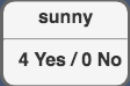 sunny
4 Yes / 0 No